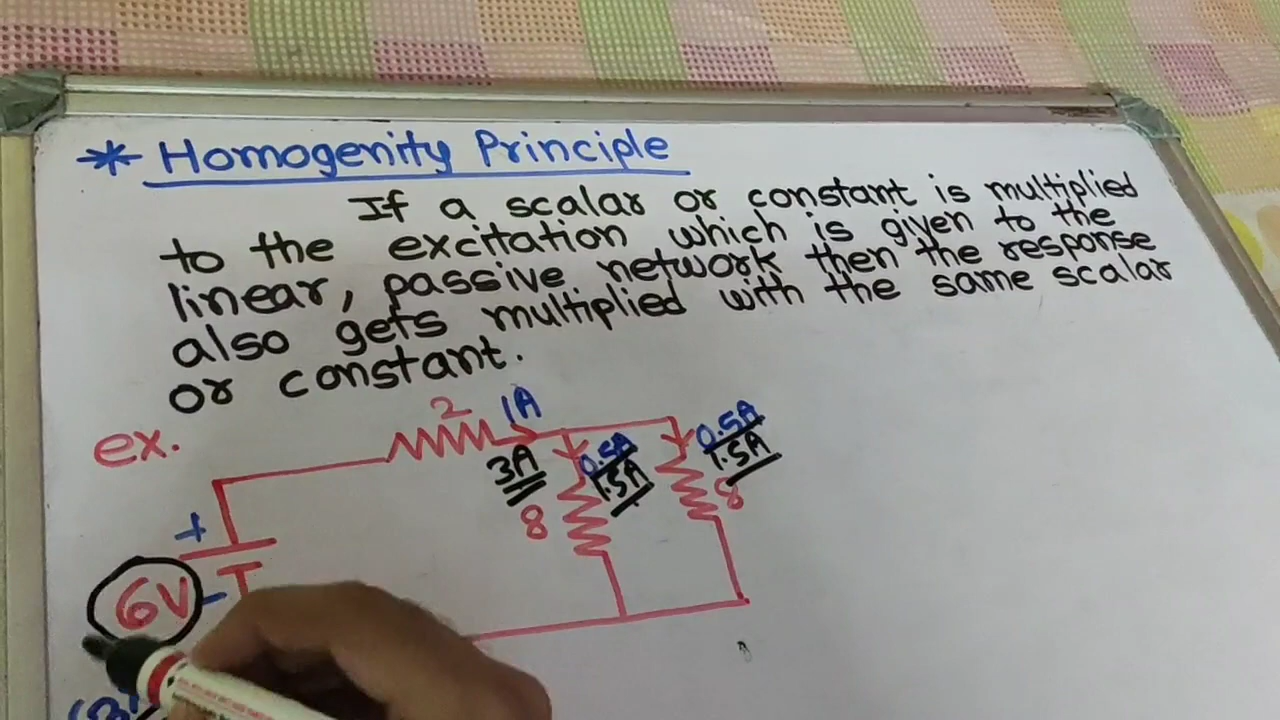 * Homogenity Principle
If a scalar or constant is multiplied
to the excitation which is given to the
linear, passive network then the response
also gets multiplied with the same scalar
or constant.
ex.
2
1A
3A
0.5A
1.5A
8
0.5A
1.5A
8
+
6V
-